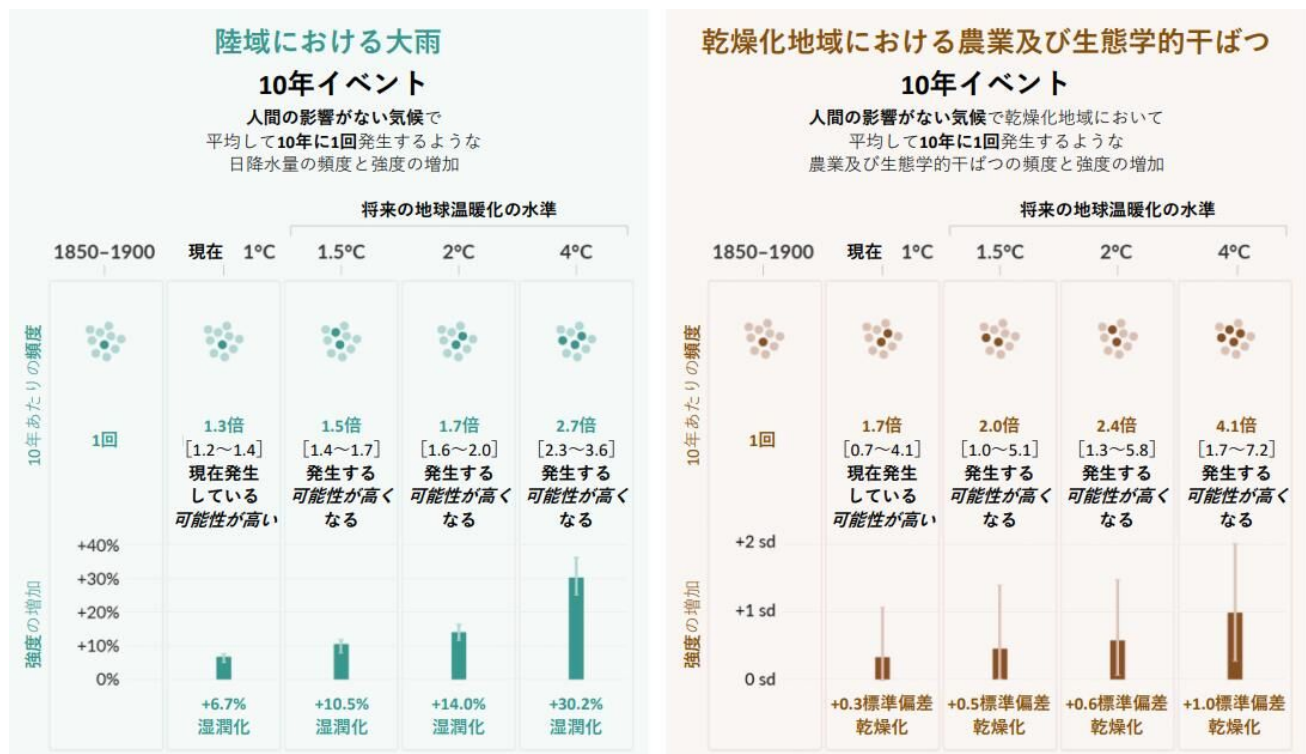 陸域における大雨
10年イベント
人間の影響がない気候で
平均して10年に1回発生するような
日降水量の頻度と強度の増加
将来の地球温暖化の水準
1850–1900
現在 1°C
1.5°C
2°C
4°C
10年あたりの頻度
1回
1.3倍
[1.2～1.4]
現在発生
している
可能性が高い
1.5倍
[1.4～1.7]
発生する
可能性が高く
なる
1.7倍
[1.6～2.0]
発生する
可能性が高く
なる
2.7倍
[2.3～3.6]
発生する
可能性が高く
なる
強度の増加
+40%
+30%
+20%
+10%
0%
+6.7%
湿潤化
+10.5%
湿潤化
+14.0%
湿潤化
+30.2%
湿潤化
乾燥化地域における農業及び生態学的干ばつ
10年イベント
人間の影響がない気候で乾燥化地域において
平均して10年に1回発生するような
農業及び生態学的干ばつの頻度と強度の増加
将来の地球温暖化の水準
1850–1900
現在 1°C
1.5°C
2°C
4°C
10年あたりの頻度
1回
1.7倍
[0.7～4.1]
現在発生
している
可能性が高い
2.0倍
[1.0～5.1]
発生する
可能性が高く
なる
2.4倍
[1.3～5.8]
発生する
可能性が高く
なる
4.1倍
[1.7～7.2]
発生する
可能性が高く
なる
強度の増加
+2 sd
+1 sd
0 sd
+0.3標準偏差
乾燥化
+0.5標準偏差
乾燥化
+0.6標準偏差
乾燥化
+1.0標準偏差
乾燥化